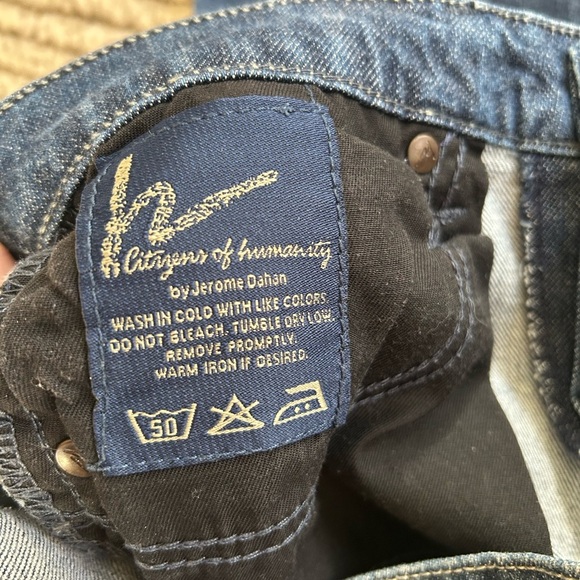 h
Citizens of humanity
by Jerome Dahan
WASH IN COLD WITH LIKE COLORS.
DO NOT BLEACH. TUMBLE DRY LOW.
REMOVE PROMPTLY.
WARM IRON IF DESIRED.
50